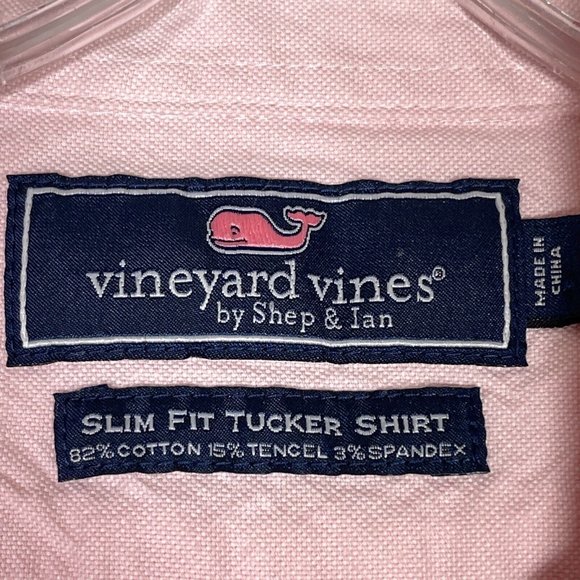 vineyard vines®
by Shep & Ian
MADE IN
CHINA
SLIM FIT TUCKER SHIRT
82% COTTON 15% TENCEL 3% SPANDEX